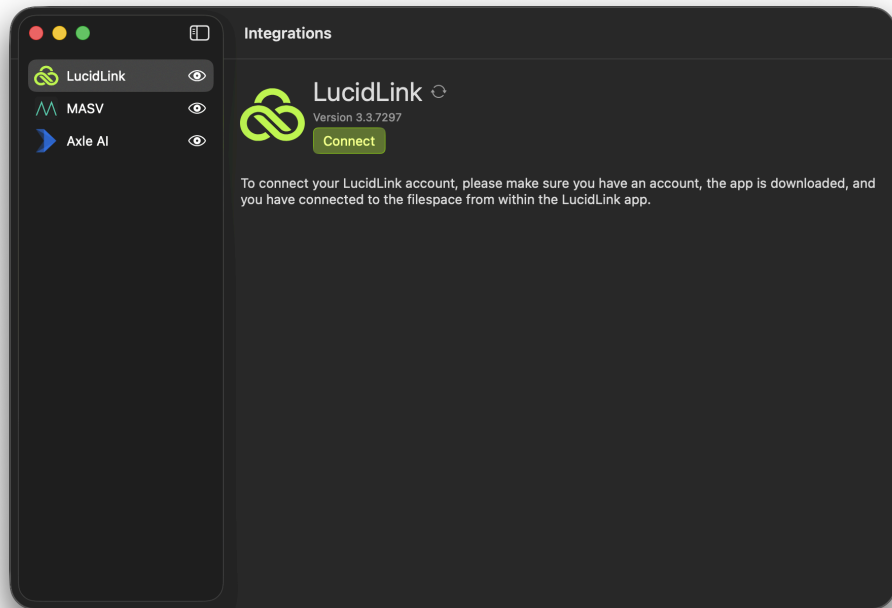 Integrations
LucidLink
MASV
Axle AI
LucidLink
Version 3.3.7297
Connect
To connect your LucidLink account, please make sure you have an account, the app is downloaded, and
you have connected to the filespace from within the LucidLink app.